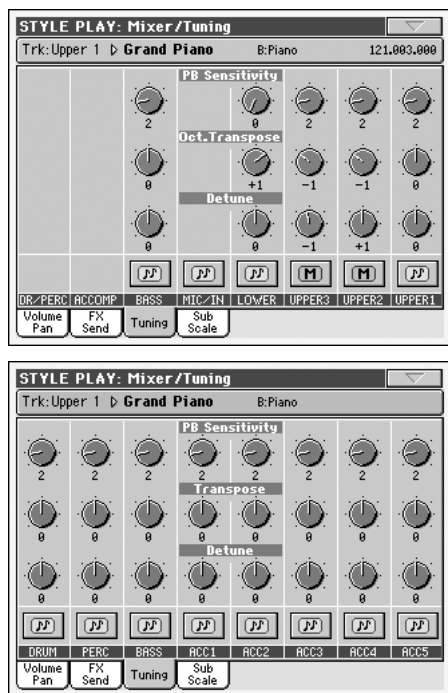 STYLE PLAY: Mixer/Tuning
Trk:Upper 1 ▷ Grand Piano B:Piano 121.003.000
PB Sensitivity
2 0 2 2 2
Oct.Transpose
0 +1 -1 -1 0
Detune
0 0 -1 +1 0
M M
DR/PERC ACCOMP BASS MIC/IN LOWER UPPER3 UPPER2 UPPER1
Volume Pan FX Send Tuning Sub Scale
STYLE PLAY: Mixer/Tuning
Trk:Upper 1 ▷ Grand Piano B:Piano
PB Sensitivity
2 2 2 2 2 2 2 2
Transpose
0 0 0 0 0 0 0 0
Detune
0 0 0 0 0 0 0 0
DRUM PERC BASS ACC1 ACC2 ACC3 ACC4 ACC5
Volume Pan FX Send Tuning Sub Scale